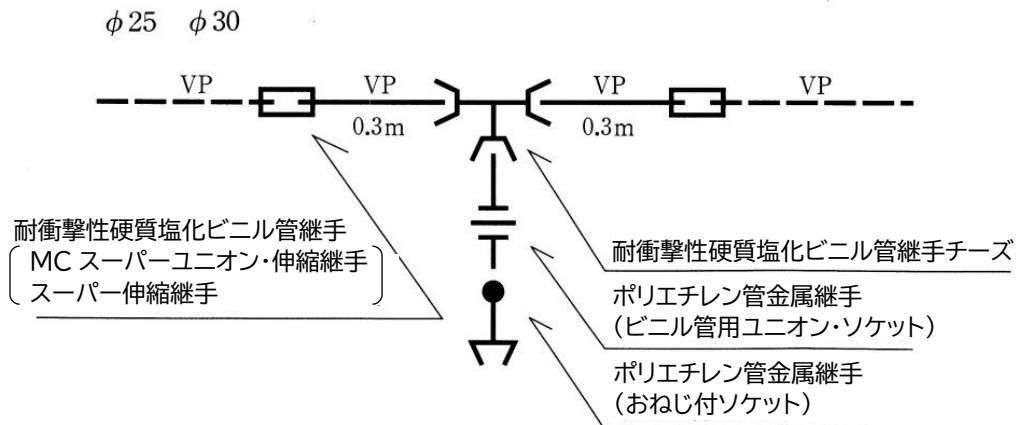 φ25 φ30
VP VP VP VP
0.3m 0.3m
耐衝撃性硬質塩化ビニル管継手
MC スーパーユニオン・伸縮継手
スーパー伸縮継手
耐衝撃性硬質塩化ビニル管継手チーズ
ポリエチレン管金属継手
(ビニル管用ユニオン・ソケット)
ポリエチレン管金属継手
(おねじ付ソケット)